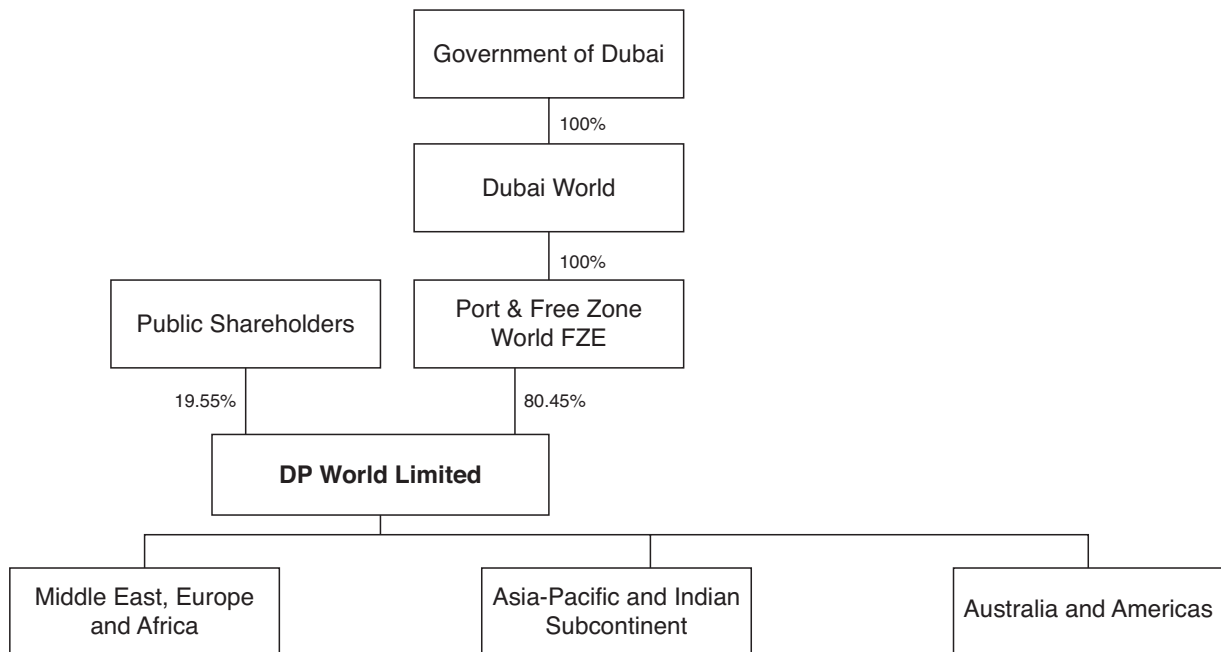 Government of Dubai
100%
Dubai World
100%
Public Shareholders
Port & Free Zone
World FZE
19.55%
80.45%
DP World Limited
Middle East, Europe
and Africa
Asia-Pacific and Indian
Subcontinent
Australia and Americas